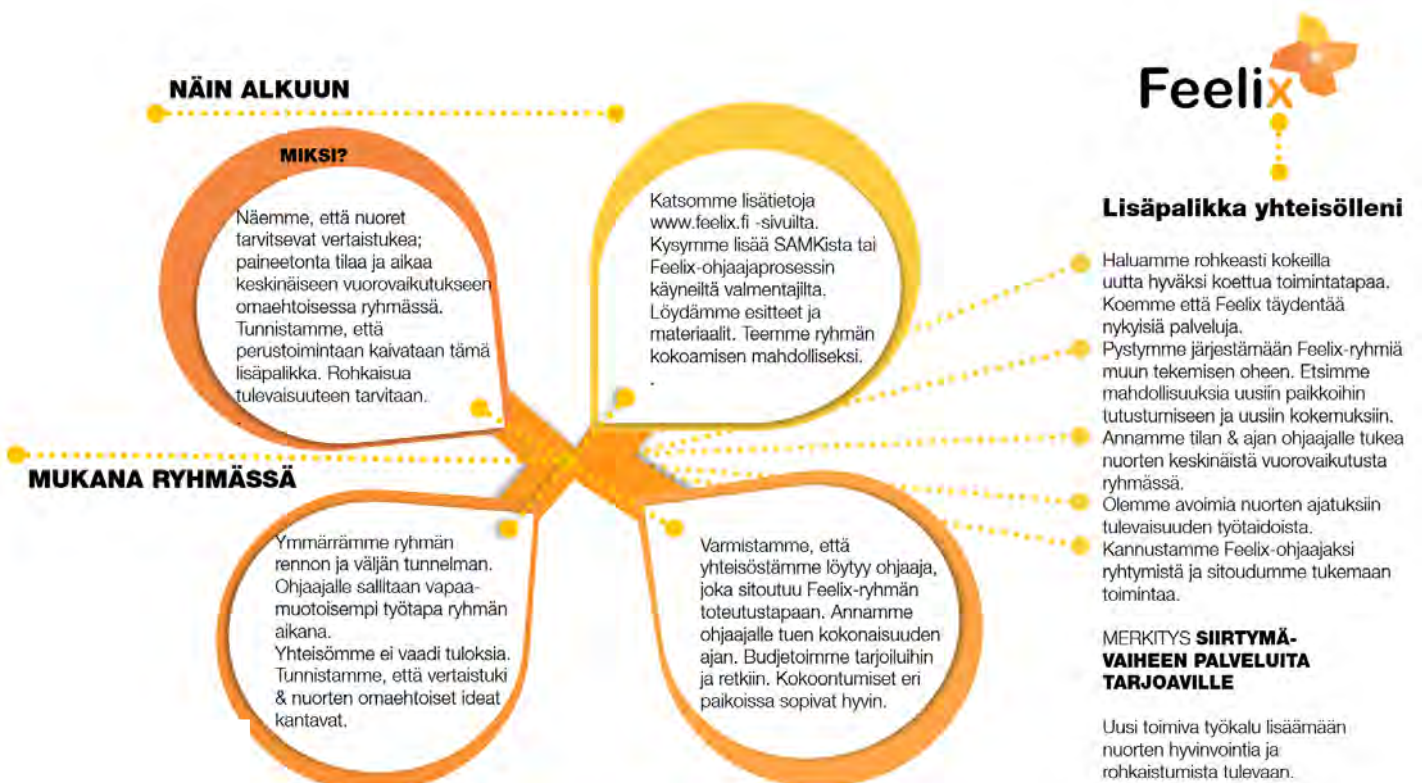 NÄIN ALKUUN
MIKSI?
Näemme, että nuoret
tarvitsevat vertaistukea;
paineetonta tilaa ja aikaa
keskinäiseen vuorovaikutukseen
omaehtoisessa ryhmässä.
Tunnistamme, että
perustoimintaan kaivataan tämä
lisäpalikka. Rohkaisua
tulevaisuuteen tarvitaan.
.
Katsomme lisätietoja
www.feelix.fi -sivuilta.
Kysymme lisää SAMKista tai
Feelix-ohjaajaprosessin
käyneiltä valmentajilta.
Löydämme esitteet ja
materiaalit. Teemme ryhmän
kokoamisen mahdolliseksi.
.
MUKANA RYHMÄSSÄ
Ymmärrämme ryhmän
rennon ja väljän tunnelman.
Ohjaajalle sallitaan vapaa-
muotoisempi työtapa ryhmän
aikana.
Yhteisömme ei vaadi tuloksia.
Tunnistamme, että vertaistuki
& nuorten omaehtoiset ideat
kantavat.
Varmistamme, että
yhteisöstämme löytyy ohjaaja,
joka sitoutuu Feelix-ryhmän
toteutustapaan. Annamme
ohjaajalle tuen kokonaisuuden
ajan. Budjetoimme tarjoiluihin
ja retkiin. Kokoontumiset eri
paikoissa sopivat hyvin.
Feelix
Lisäpalikka yhteisölleni
Haluamme rohkeasti kokeilla
uutta hyväksi koettua toimintatapaa.
Koemme että Feelix täydentää
nykyisiä palveluja.
Pystymme järjestämään Feelix-ryhmiä
muun tekemisen oheen. Etsimme
mahdollisuuksia uusiin paikkoihin
tutustumiseen ja uusiin kokemuksiin.
Annamme tilan & ajan ohjaajalle tukea
nuorten keskinäistä vuorovaikutusta
ryhmässä.
Olemme avoimia nuorten ajatuksiin
tulevaisuuden työtaidoista.
Kannustamme Feelix-ohjaajaksi
ryhtymistä ja sitoudumme tukemaan
toimintaa.
MERKITYS SIIRTYMÄ-
VAIHEEN PALVELUITA
TARJOAVILLE
Uusi toimiva työkalu lisäämään
nuorten hyvinvointia ja
rohkaistumista tulevaan.